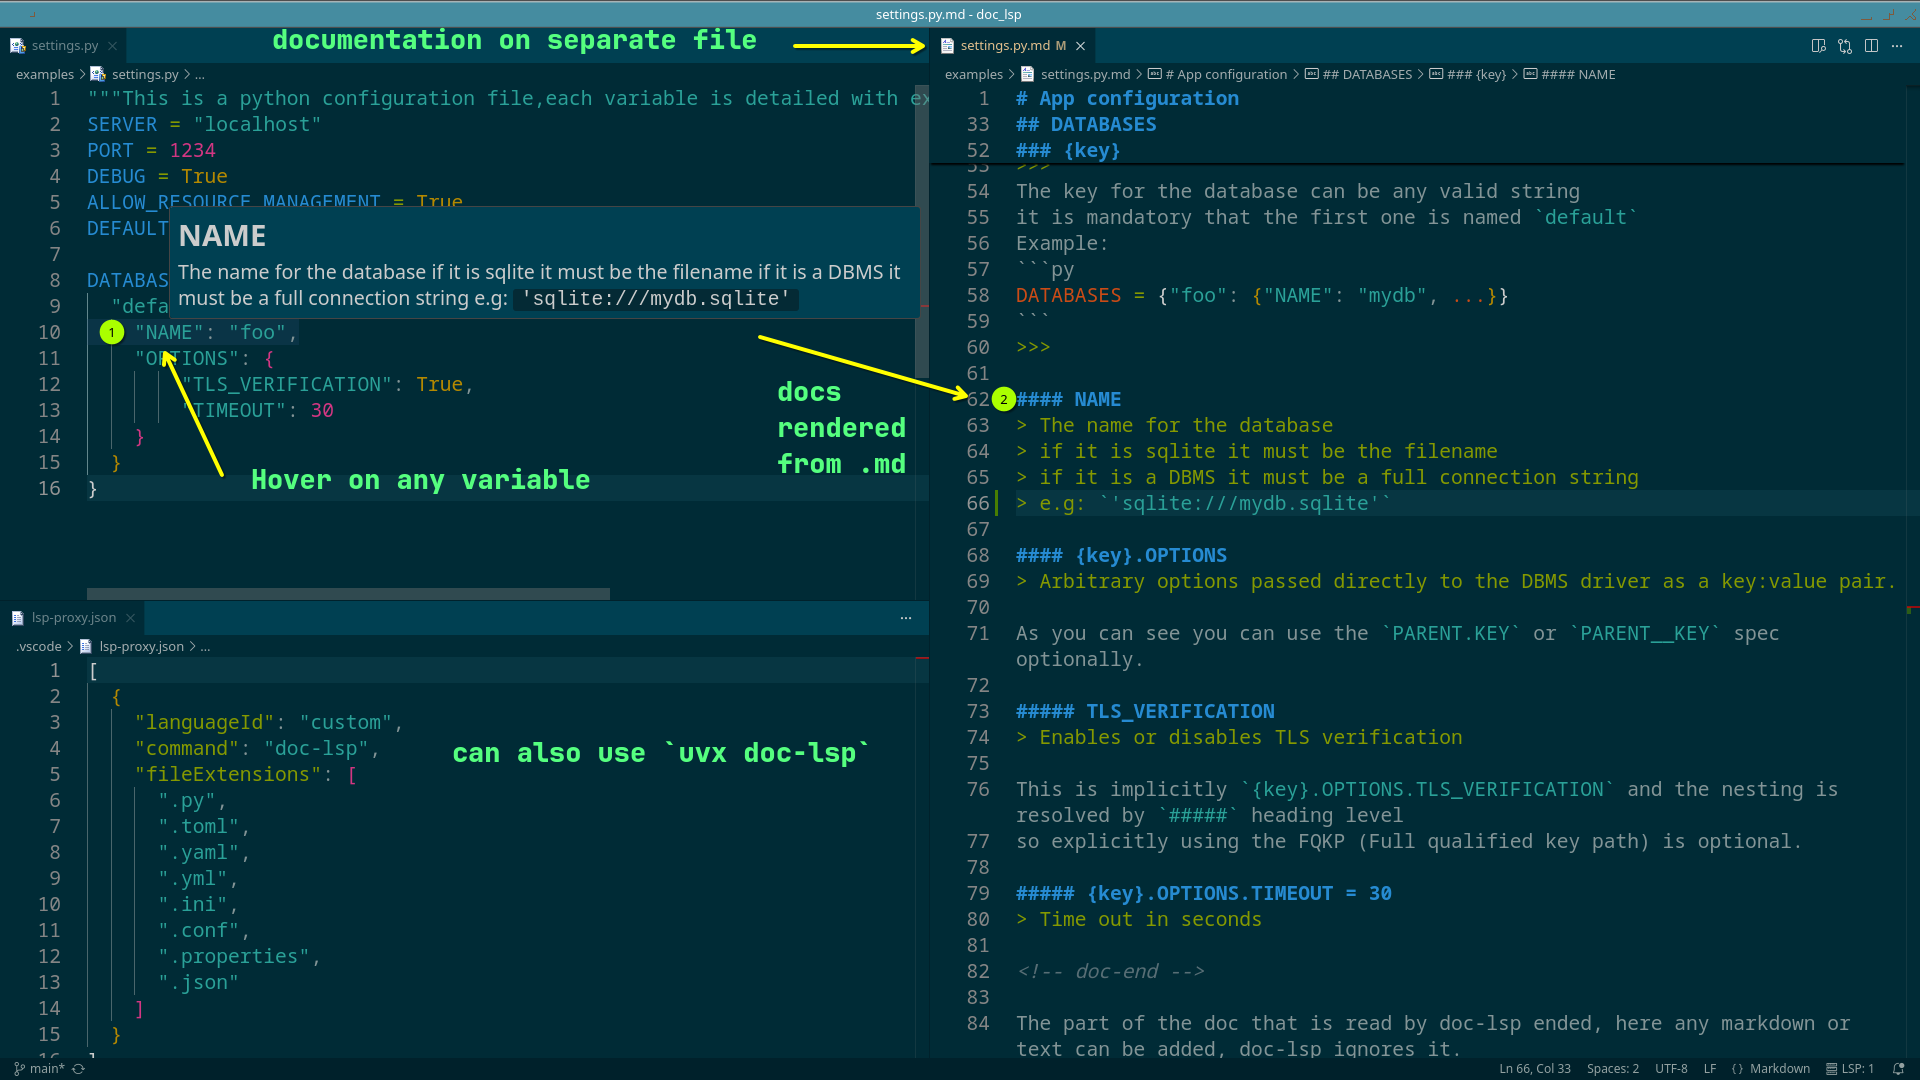 settings.py.md - doc_lsp
settings.py
documentation on separate file
examples > settings.py > ...
1 """This is a python configuration file,each variable is detailed with ex
2 SERVER = "localhost"
3 PORT = 1234
4 DEBUG = True
5 ALLOW_RESOURCE_MANAGEMENT = True
6 DEFAULT
7
8 DATABAS
9 "defa
10 "NAME": "foo",
11 "OPTIONS": {
12 "TLS_VERIFICATION": True,
13 "TIMEOUT": 30
14 }
15 }
16 }
NAME
The name for the database if it is sqlite it must be the filename if it is a DBMS it
must be a full connection string e.g: 'sqlite:///mydb.sqlite'
1
Hover on any variable
docs
rendered
from .md
lsp-proxy.json
...
.vscode > lsp-proxy.json > ...
1 [
2 {
3 "languageId": "custom",
4 "command": "doc-lsp",
5 "fileExtensions": [
6 ".py",
7 ".toml",
8 ".yaml",
9 ".yml",
10 ".ini",
11 ".conf",
12 ".properties",
13 ".json"
14 ]
15 }
16 ]
can also use `uvx doc-lsp`
settings.py.md M
...
examples > settings.py.md > # App configuration > ## DATABASES > ### {key} > #### NAME
1 # App configuration
33 ## DATABASES
52 ### {key}
53 >>>
54 The key for the database can be any valid string
55 it is mandatory that the first one is named `default`
56 Example:
57 ```py
58 DATABASES = {"foo": {"NAME": "mydb", ...}}
59 ```
60 >>>
61
62 2 #### NAME
63 > The name for the database
64 > if it is sqlite it must be the filename
65 > if it is a DBMS it must be a full connection string
66 > e.g: `'sqlite:///mydb.sqlite'`
67
68 #### {key}.OPTIONS
69 > Arbitrary options passed directly to the DBMS driver as a key:value pair.
70
71 As you can see you can use the `PARENT.KEY` or `PARENT__KEY` spec
optionally.
72
73 ##### TLS_VERIFICATION
74 > Enables or disables TLS verification
75
76 This is implicitly `{key}.OPTIONS.TLS_VERIFICATION` and the nesting is
resolved by `#####` heading level
77 so explicitly using the FQKP (Full qualified key path) is optional.
78
79 ##### {key}.OPTIONS.TIMEOUT = 30
80 > Time out in seconds
81
82 <!-- doc-end -->
83
84 The part of the doc that is read by doc-lsp ended, here any markdown or
text can be added, doc-lsp ignores it.
main*
Ln 66, Col 33 Spaces: 2 UTF-8 LF {} Markdown LSP: 1